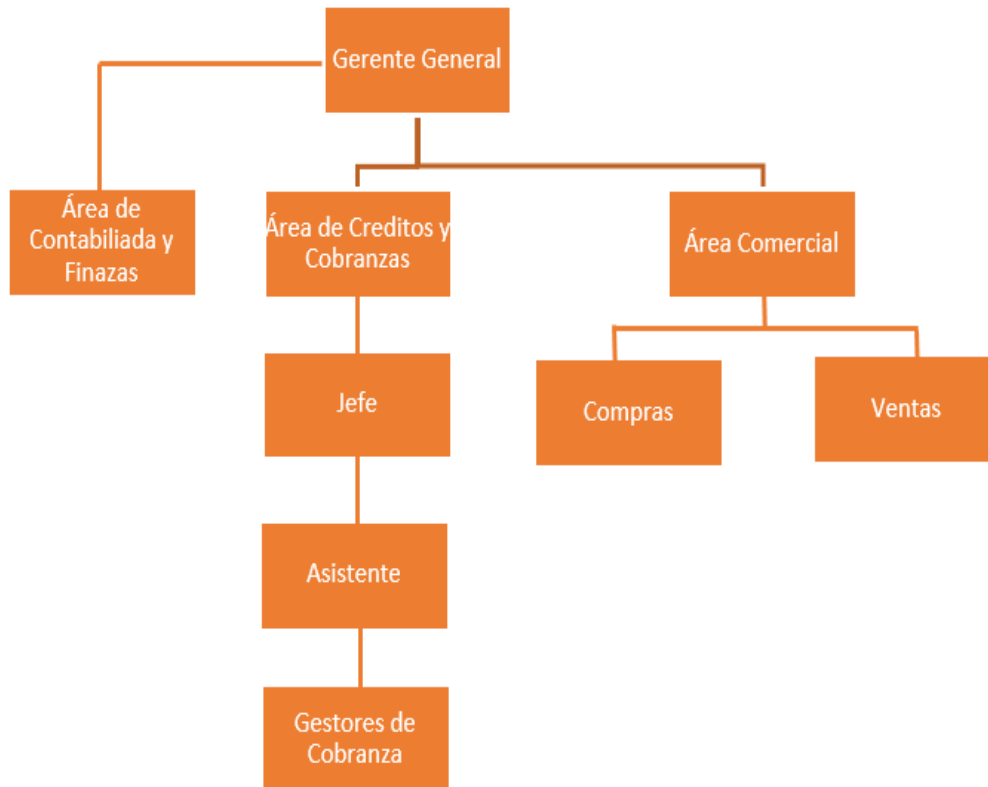 Gerente General
Área de
Contabiliada y
Finazas
Área de Creditos y
Cobranzas
Área Comercial
Jefe
Compras
Ventas
Asistente
Gestores de
Cobranza